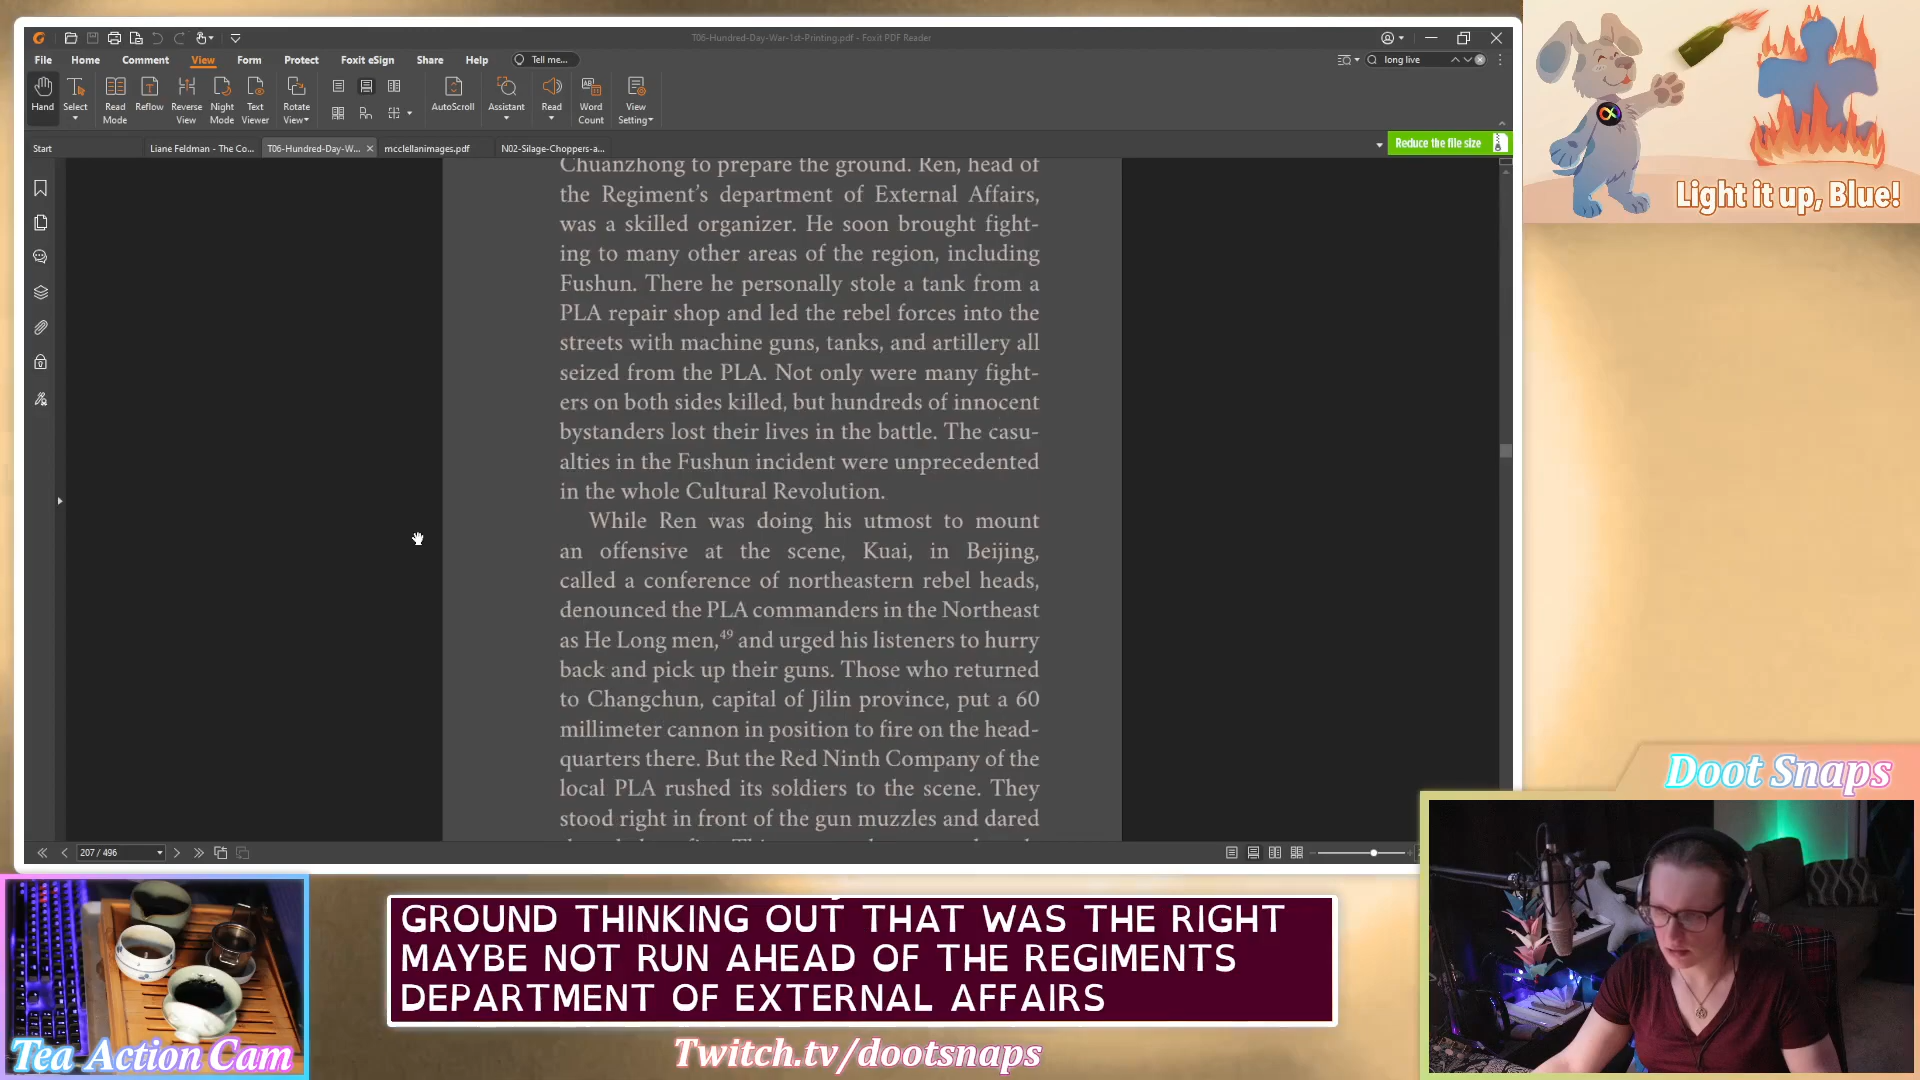 T06-Hundred-Day-War-1st-Printing.pdf - Foxit PDF Reader
File Home Comment View Form Protect Foxit eSign Share Help Tell me... long live
Hand Select Read Mode Reflow Reverse View Night Mode Text Viewer Rotate View AutoScroll Assistant Read Word Count View Setting
Start Liane Feldman - The Co... T06-Hundred-Day-W... mcclellanimages.pdf N02-Silage-Choppers-a... Reduce the file size
Chuanzhong to prepare the ground. Ren, head of
the Regiment's department of External Affairs,
was a skilled organizer. He soon brought fight-
ing to many other areas of the region, including
Fushun. There he personally stole a tank from a
PLA repair shop and led the rebel forces into the
streets with machine guns, tanks, and artillery all
seized from the PLA. Not only were many fight-
ers on both sides killed, but hundreds of innocent
bystanders lost their lives in the battle. The casu-
alties in the Fushun incident were unprecedented
in the whole Cultural Revolution.
While Ren was doing his utmost to mount
an offensive at the scene, Kuai, in Beijing,
called a conference of northeastern rebel heads,
denounced the PLA commanders in the Northeast
as He Long men,49 and urged his listeners to hurry
back and pick up their guns. Those who returned
to Changchun, capital of Jilin province, put a 60
millimeter cannon in position to fire on the head-
quarters there. But the Red Ninth Company of the
local PLA rushed its soldiers to the scene. They
stood right in front of the gun muzzles and dared
207 / 496
Light it up, Blue!
Doot Snaps
GROUND THINKING OUT THAT WAS THE RIGHT
MAYBE NOT RUN AHEAD OF THE REGIMENTS
DEPARTMENT OF EXTERNAL AFFAIRS
Tea Action Cam
Twitch.tv/dootsnaps